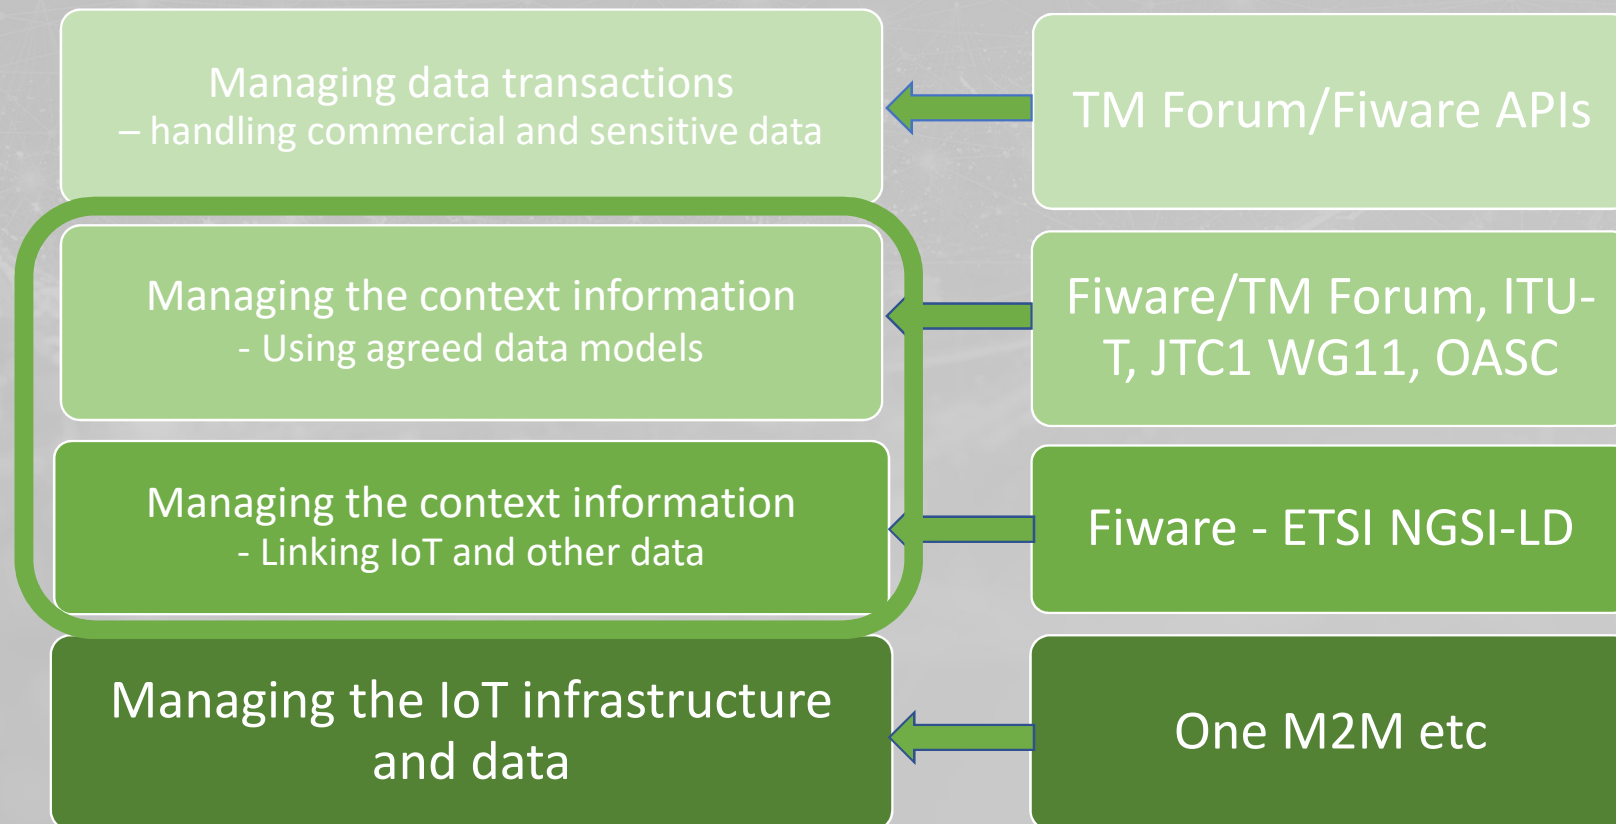 Managing data transactions
– handling commercial and sensitive data
TM Forum/Fiware APIs
Managing the context information
- Using agreed data models
Fiware/TM Forum, ITU-
T, JTC1 WG11, OASC
Managing the context information
- Linking IoT and other data
Fiware - ETSI NGSI-LD
Managing the IoT infrastructure
and data
One M2M etc